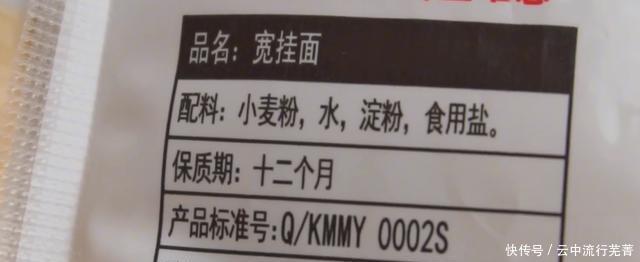 品名：宽挂面
配料：小麦粉，水，淀粉，食用盐。
保质期：十二个月
产品标准号：Q/KMMY 0002S
快传号 / 云中流行芜菁